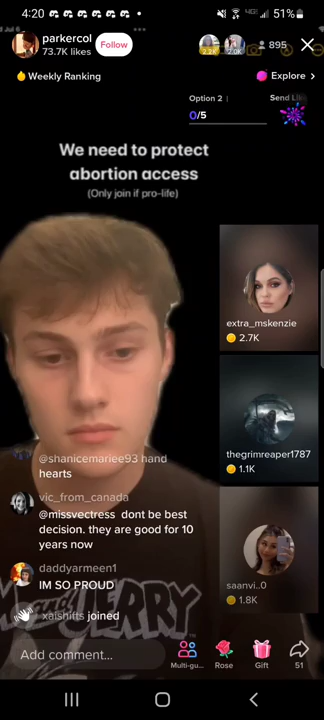 4:20
51%
parkercol
73.7K likes
Follow
895
Weekly Ranking
Explore >
Option 2
0/5
We need to protect
abortion access
(Only join if pro-life)
extra_mskenzie
2.7K
thegrimreaper1787
1.1K
saanvi..0
1.8K
@shanicemariee93 hand
hearts
vic_from_canada
@missvectress dont be best
decision. they are good for 10
years now
daddyarmeen1
IM SO PROUD
xaishifts joined
Add comment...
Multi-gu...
Rose
Gift
51